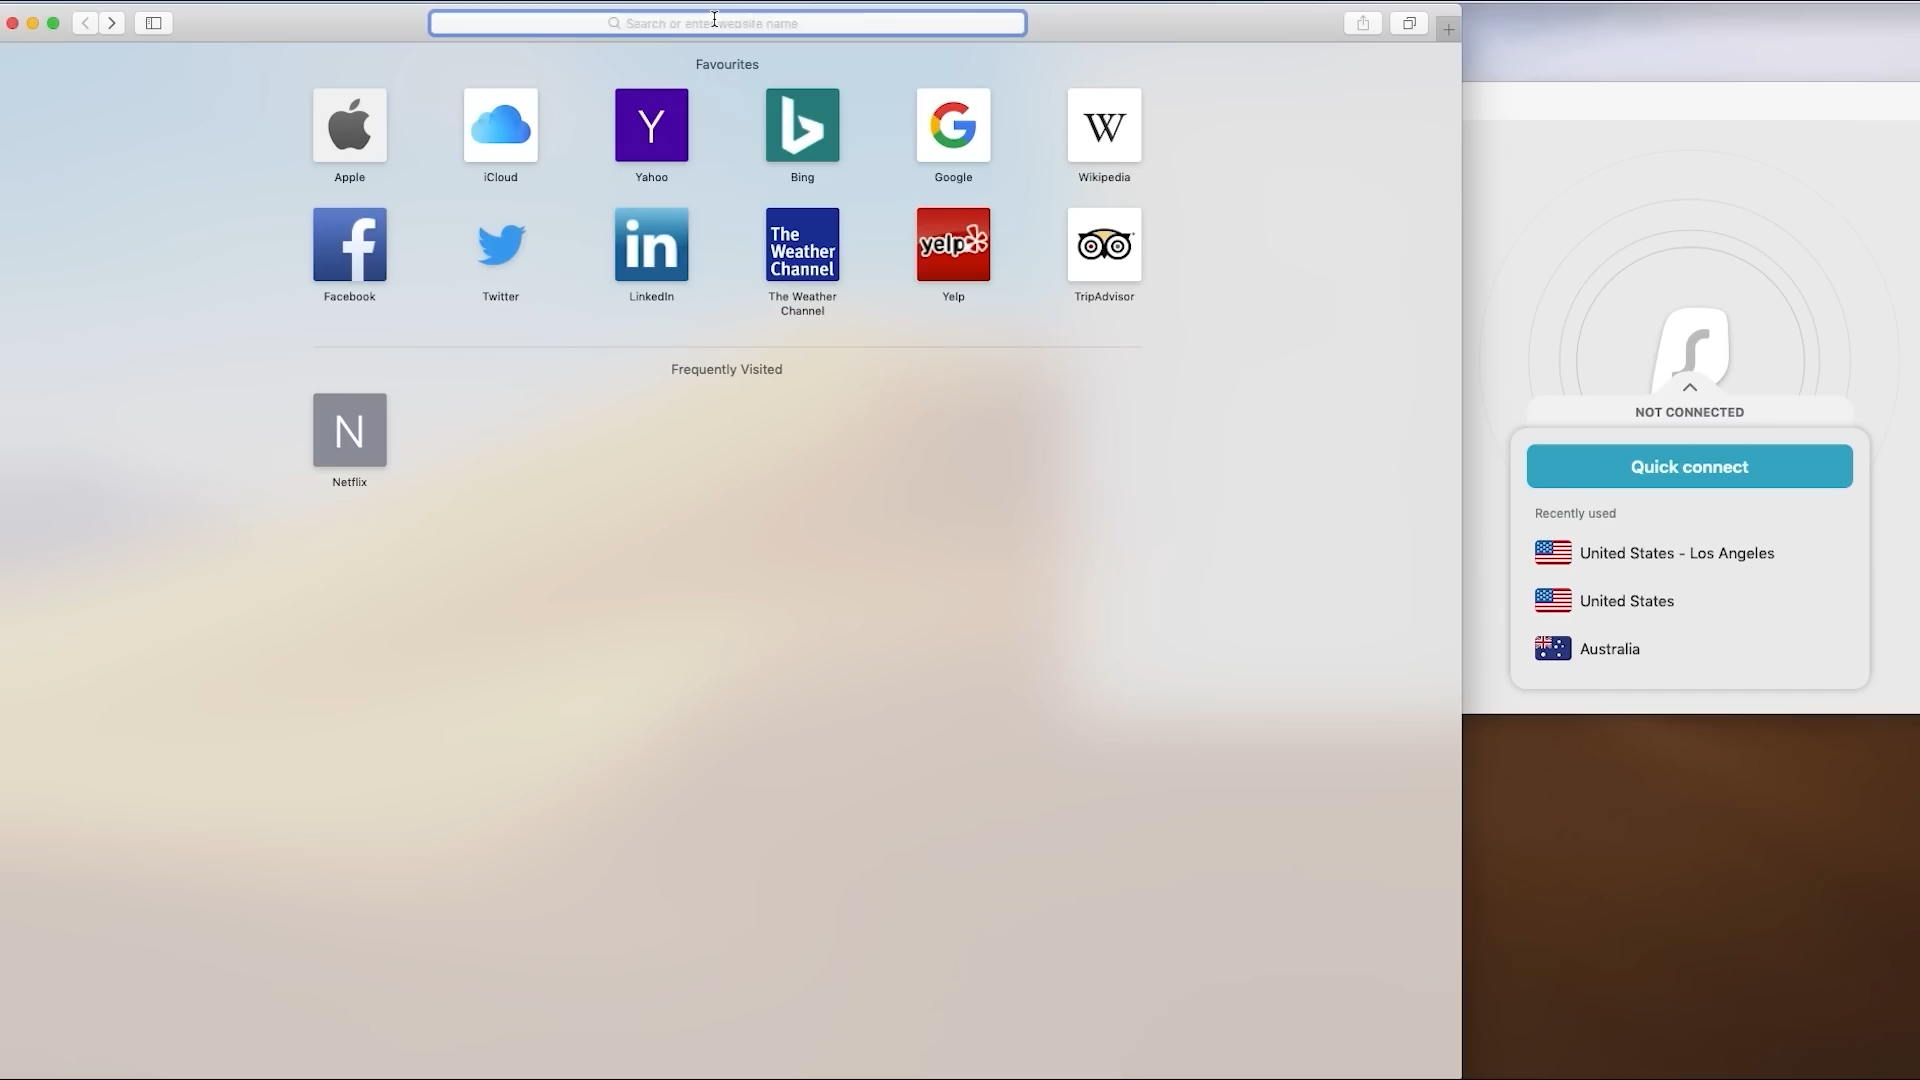 Search or enter website name
Favourites
Apple
iCloud
Y
Yahoo
Bing
Google
W
Wikipedia
f
Facebook
Twitter
in
LinkedIn
The
Weather
Channel
The Weather
Channel
yelp
Yelp
TripAdvisor
Frequently Visited
N
Netflix
NOT CONNECTED
Quick connect
Recently used
United States - Los Angeles
United States
Australia